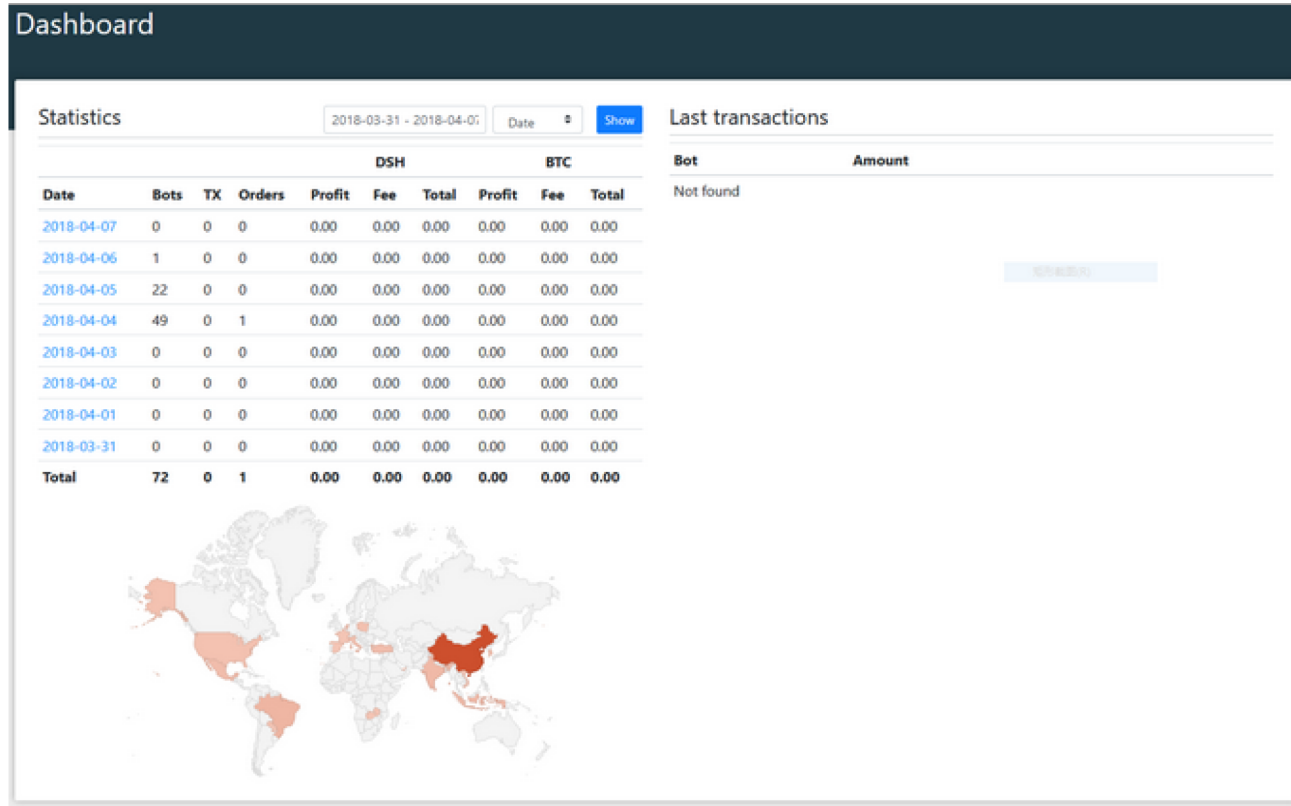 Dashboard
Statistics
2018-03-31 - 2018-04-07
Date
Show
DSH BTC
Date Bots TX Orders Profit Fee Total Profit Fee Total
2018-04-07 0 0 0 0.00 0.00 0.00 0.00 0.00 0.00
2018-04-06 1 0 0 0.00 0.00 0.00 0.00 0.00 0.00
2018-04-05 22 0 0 0.00 0.00 0.00 0.00 0.00 0.00
2018-04-04 49 0 1 0.00 0.00 0.00 0.00 0.00 0.00
2018-04-03 0 0 0 0.00 0.00 0.00 0.00 0.00 0.00
2018-04-02 0 0 0 0.00 0.00 0.00 0.00 0.00 0.00
2018-04-01 0 0 0 0.00 0.00 0.00 0.00 0.00 0.00
2018-03-31 0 0 0 0.00 0.00 0.00 0.00 0.00 0.00
Total 72 0 1 0.00 0.00 0.00 0.00 0.00 0.00
Last transactions
Bot Amount
Not found